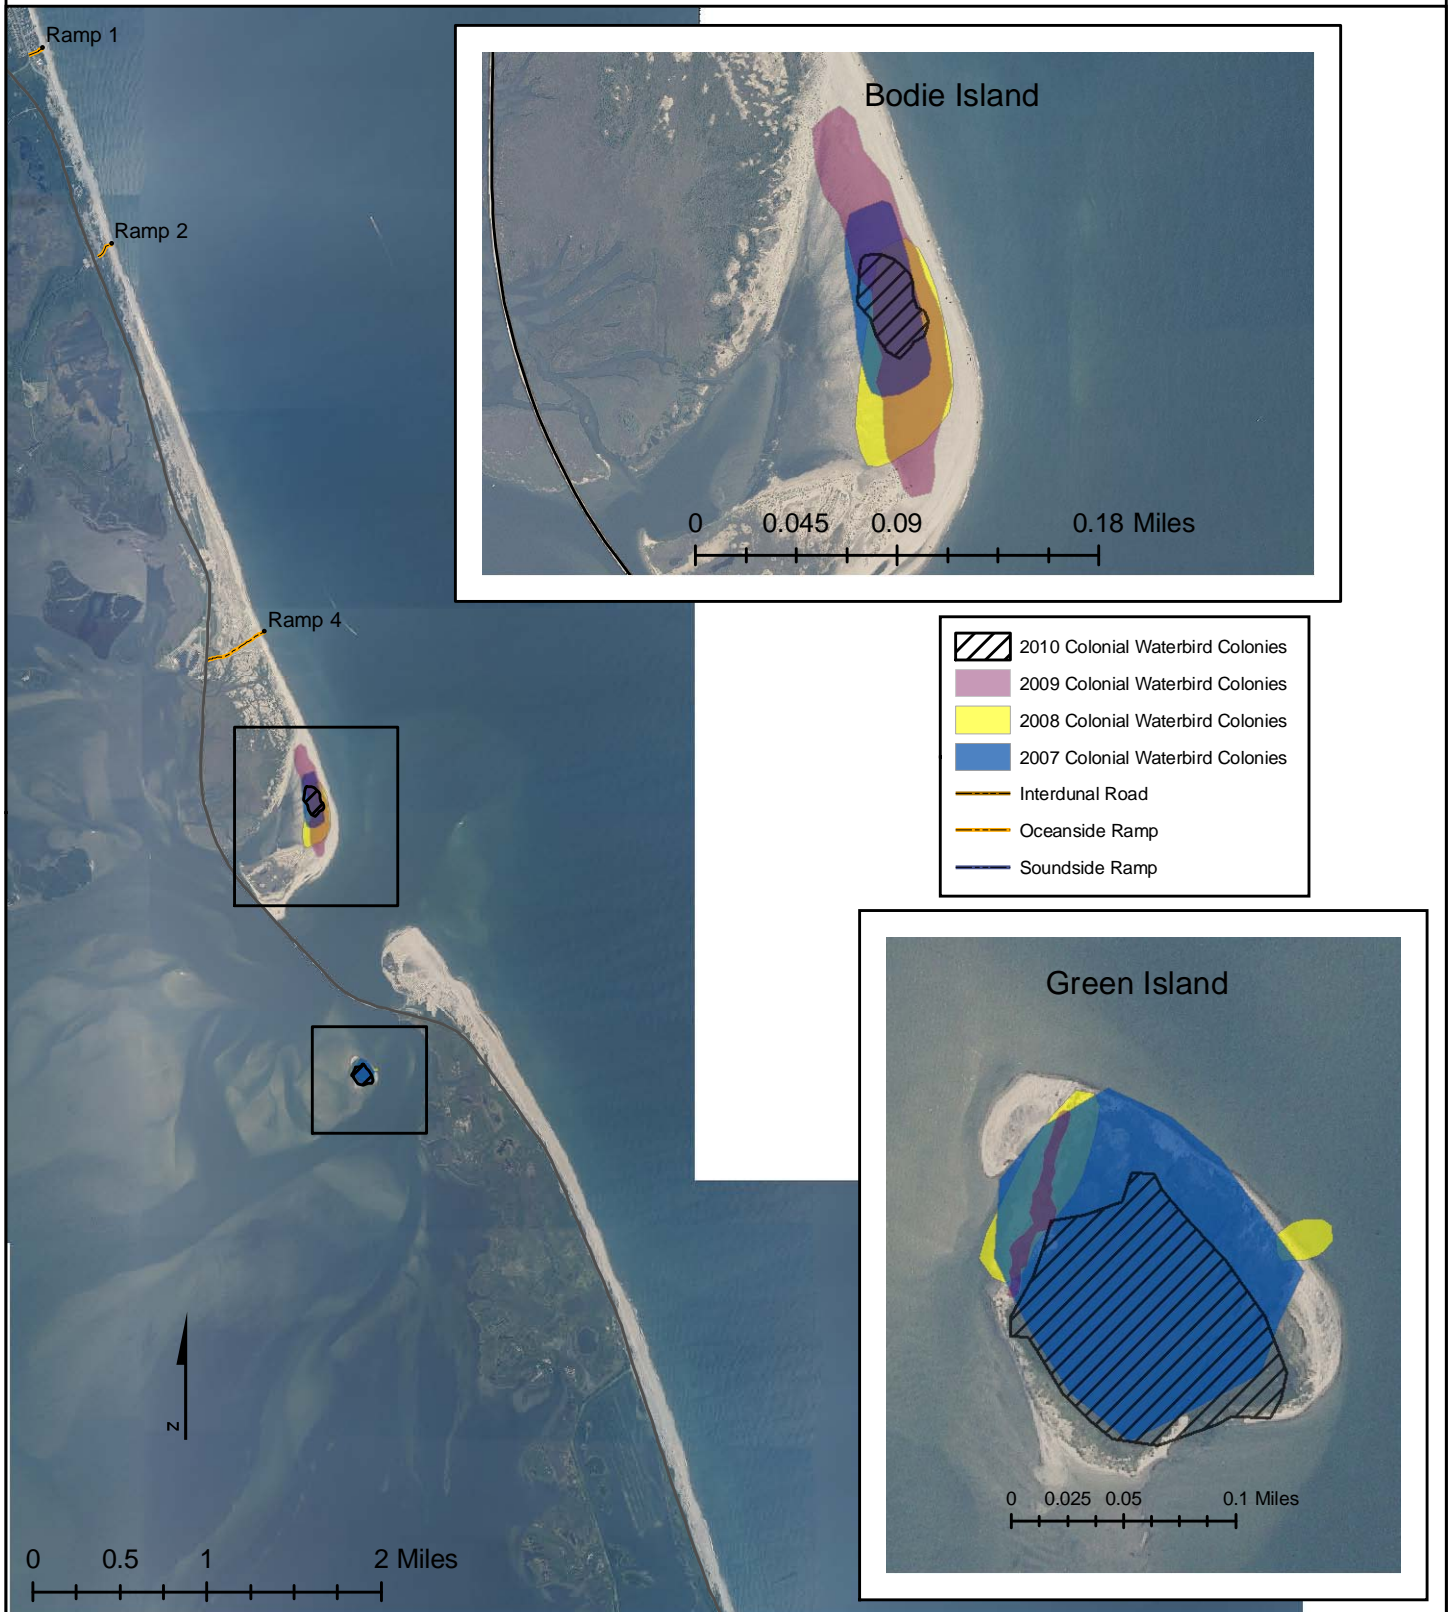 Ramp 1
Ramp 2
Ramp 4
Bodie Island
0 0.045 0.09 0.18 Miles
2010 Colonial Waterbird Colonies
2009 Colonial Waterbird Colonies
2008 Colonial Waterbird Colonies
2007 Colonial Waterbird Colonies
Interdunal Road
Oceanside Ramp
Soundside Ramp
Green Island
0 0.025 0.05 0.1 Miles
N
0 0.5 1 2 Miles